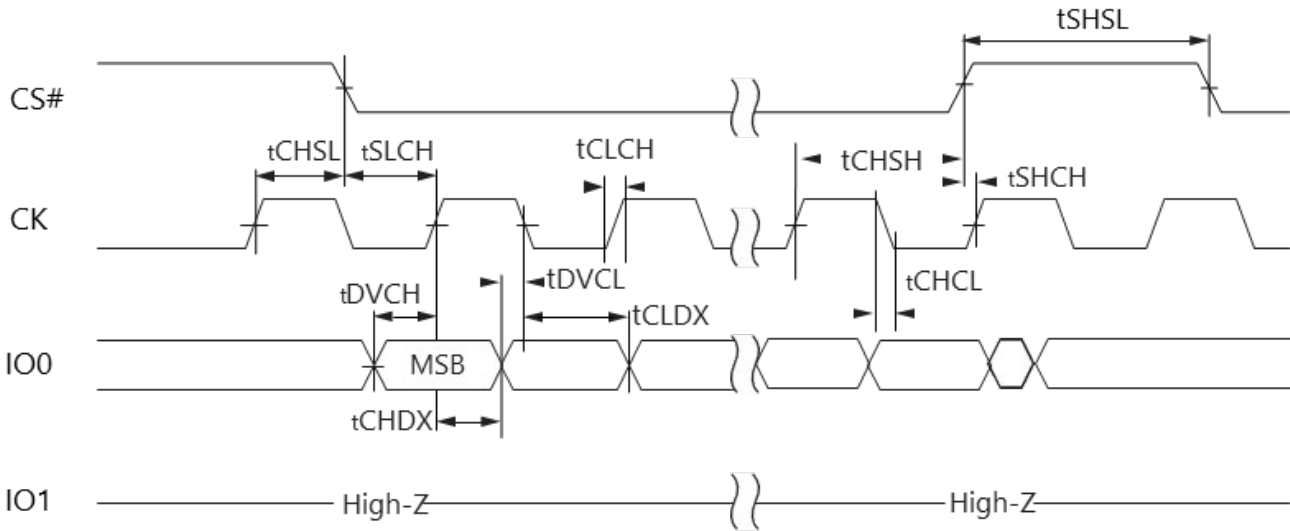 tSHSL
CS#
tCHSL
tSLCH
tCLCH
tCHSH
tSHCH
CK
tDVCH
tDVCL
tCLDX
tCHCL
IO0
MSB
tCHDX
IO1
High-Z
High-Z